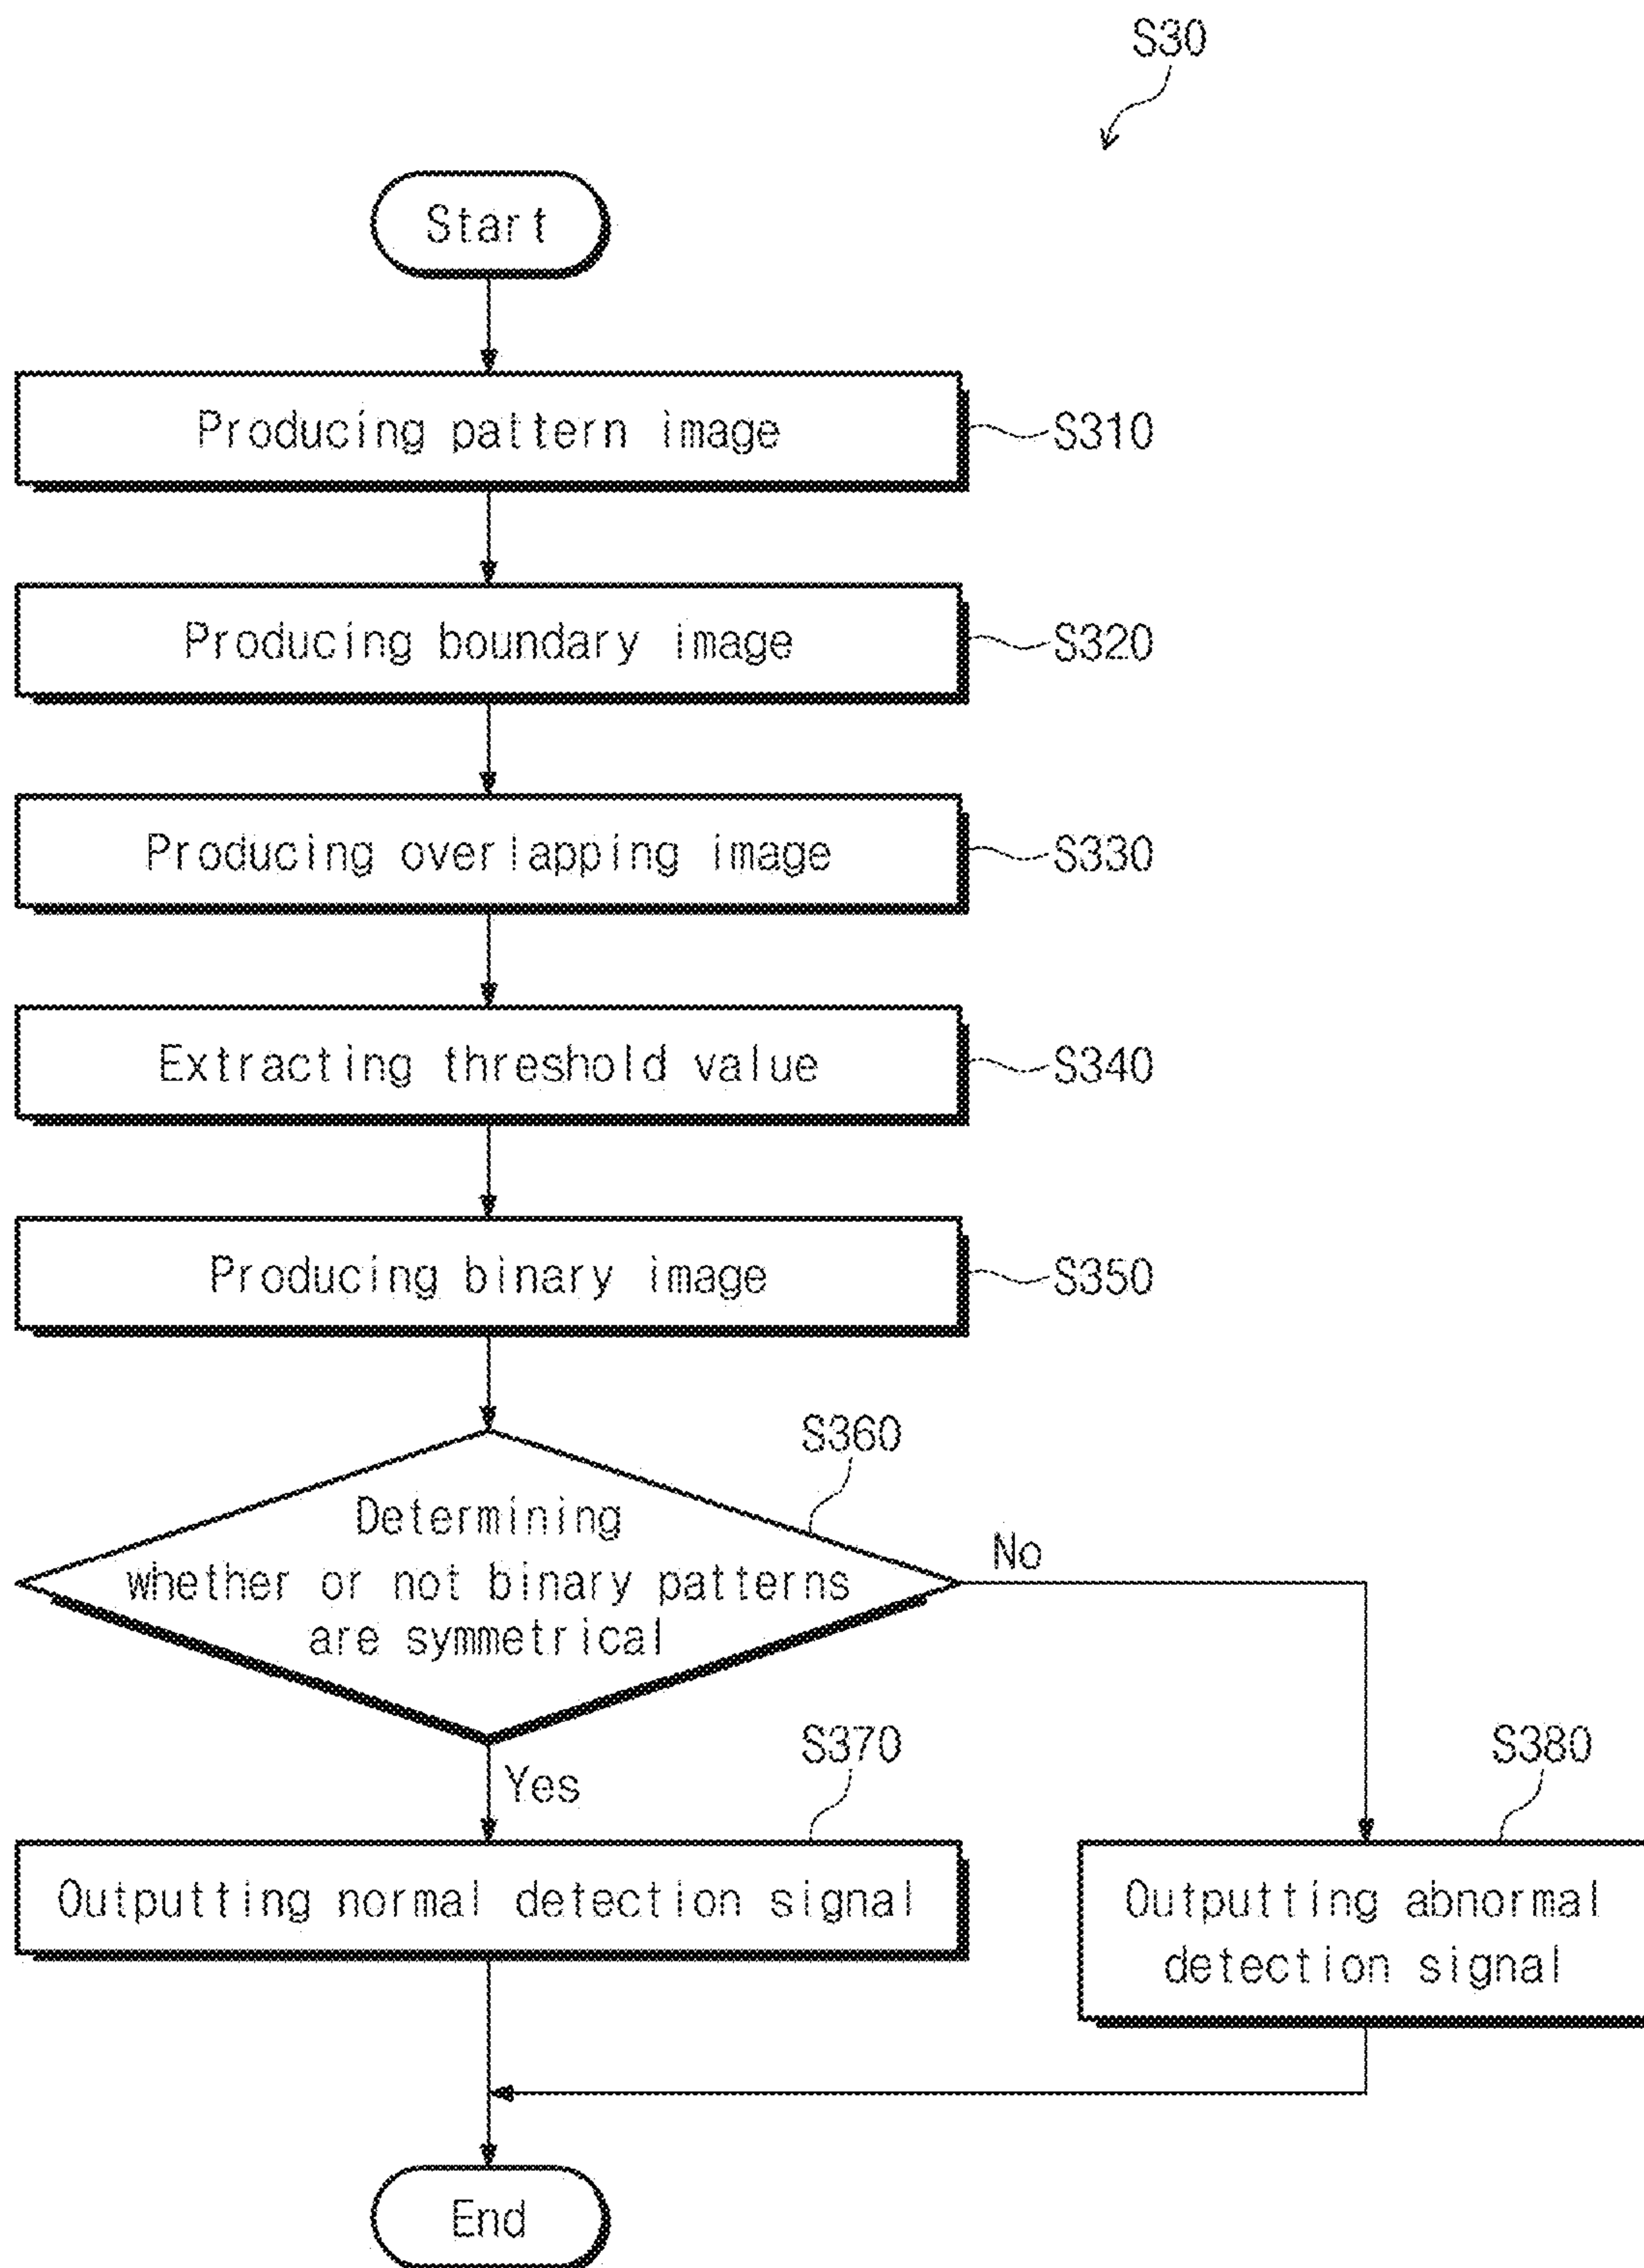 S30
Start
Producing pattern image
S310
Producing boundary image
S320
Producing overlapping image
S330
Extracting threshold value
S340
Producing binary image
S350
S360
Determining
whether or not binary patterns
are symmetrical
No
Yes
S370
S380
Outputting normal detection signal
Outputting abnormal
detection signal
End